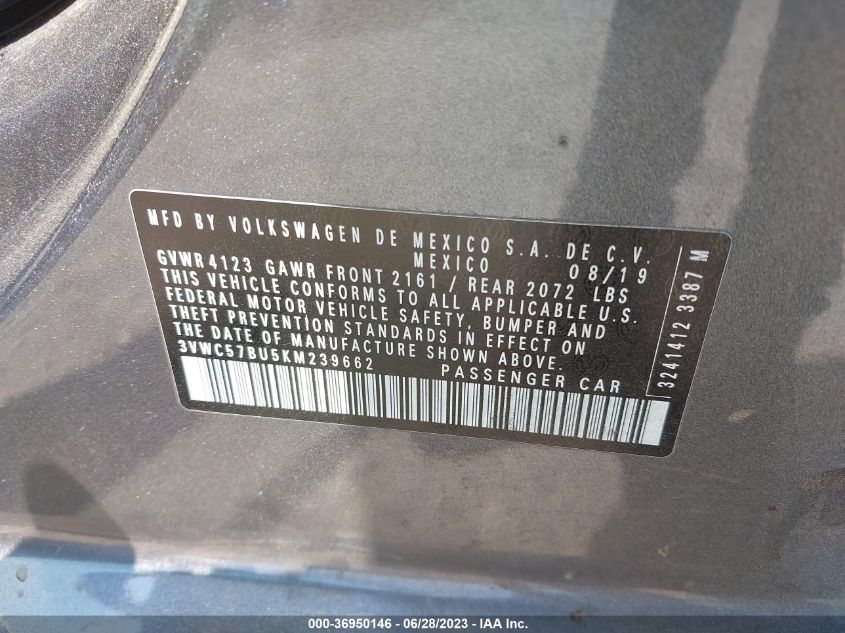 MFD BY VOLKSWAGEN DE MEXICO S.A. DE C.V.
MEXICO 08/19
GVWR 4123 GAWR FRONT 2161 / REAR 2072 LBS
THIS VEHICLE CONFORMS TO ALL APPLICABLE U.S.
FEDERAL MOTOR VEHICLE SAFETY, BUMPER AND
THEFT PREVENTION STANDARDS IN EFFECT ON
THE DATE OF MANUFACTURE SHOWN ABOVE.
3VWC57BU5KM239662 PASSENGER CAR
3241412 3387 M
000-36950146 - 06/28/2023 - IAA Inc.